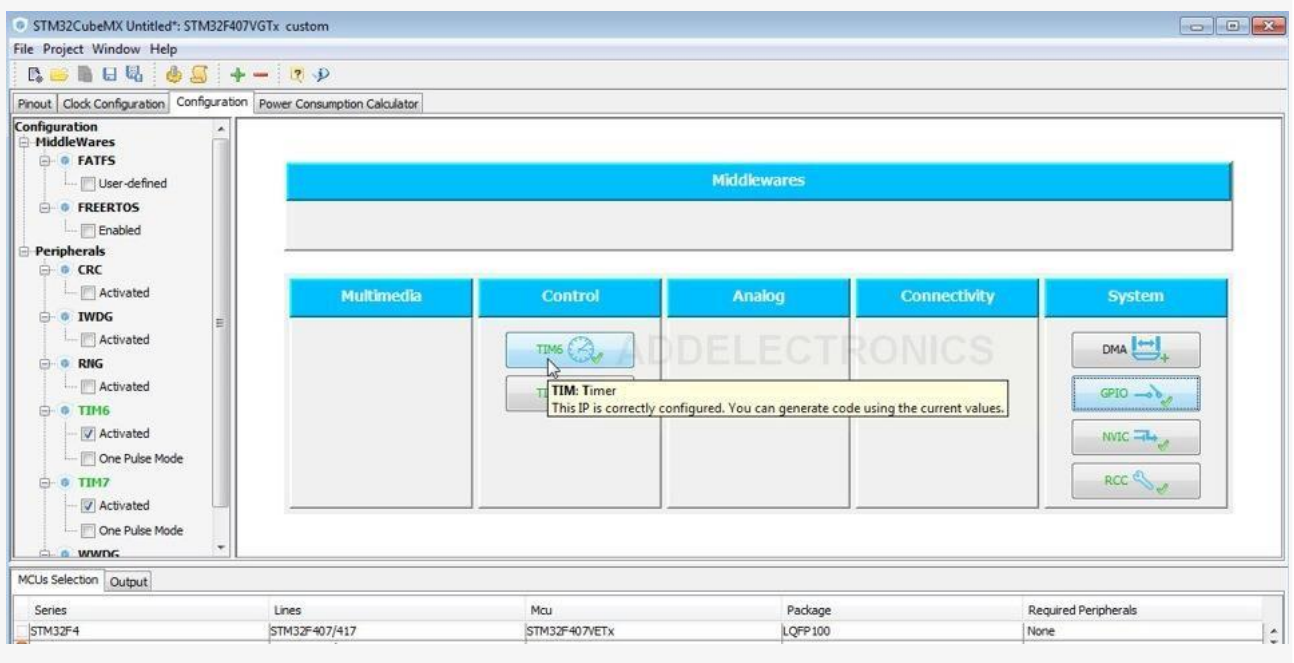 STM32CubeMX Untitled*: STM32F407VGTx custom
File Project Window Help
Pinout Clock Configuration Configuration Power Consumption Calculator
Configuration
MiddleWares
FATFS
User-defined
FREERTOS
Enabled
Peripherals
CRC
Activated
IWDG
Activated
RNG
Activated
TIM6
Activated
One Pulse Mode
TIM7
Activated
One Pulse Mode
WWDG
Middlewares
Multimedia Control Analog Connectivity System
TIM6
ADDELECTRONICS
DMA
TIM: Timer
This IP is correctly configured. You can generate code using the current values.
GPIO
NVIC
RCC
MCUs Selection Output
Series Lines Mcu Package Required Peripherals
STM32F4 STM32F407/417 STM32F407VETx LQFP100 None